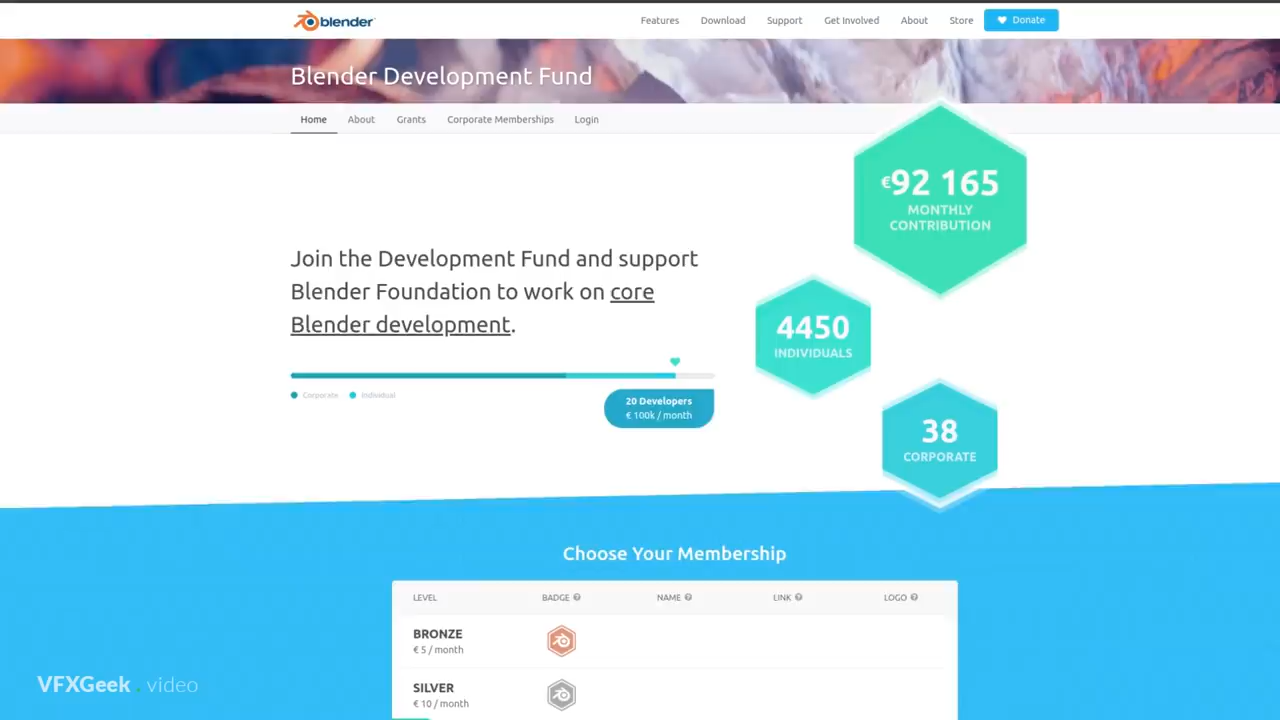 blender
Features Download Support Get Involved About Store Donate
Blender Development Fund
Home About Grants Corporate Memberships Login
€92 165
MONTHLY
CONTRIBUTION
Join the Development Fund and support
Blender Foundation to work on core
Blender development.
4450
INDIVIDUALS
Corporate Individual
20 Developers
€ 100k / month
38
CORPORATE
Choose Your Membership
LEVEL BADGE NAME LINK LOGO
BRONZE
€ 5 / month
SILVER
€ 10 / month
VFXGeek . video